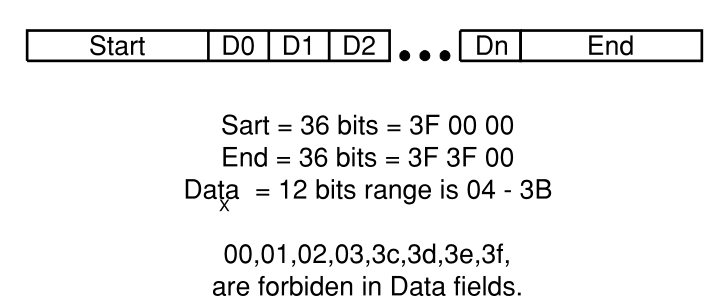 Start D0 D1 D2 ••• Dn End
Sart = 36 bits = 3F 00 00
End = 36 bits = 3F 3F 00
Datax = 12 bits range is 04 - 3B
00,01,02,03,3c,3d,3e,3f,
are forbiden in Data fields.